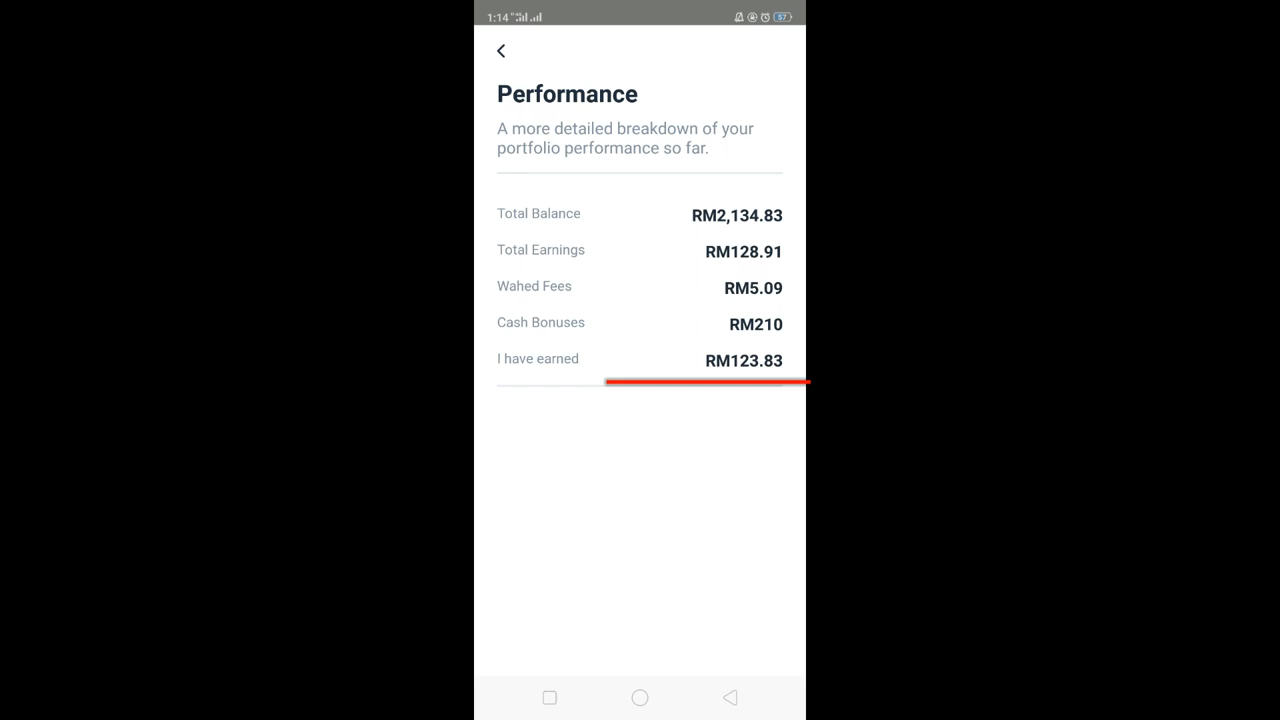 1:14
57
Performance
A more detailed breakdown of your
portfolio performance so far.
Total Balance RM2,134.83
Total Earnings RM128.91
Wahed Fees RM5.09
Cash Bonuses RM210
I have earned RM123.83